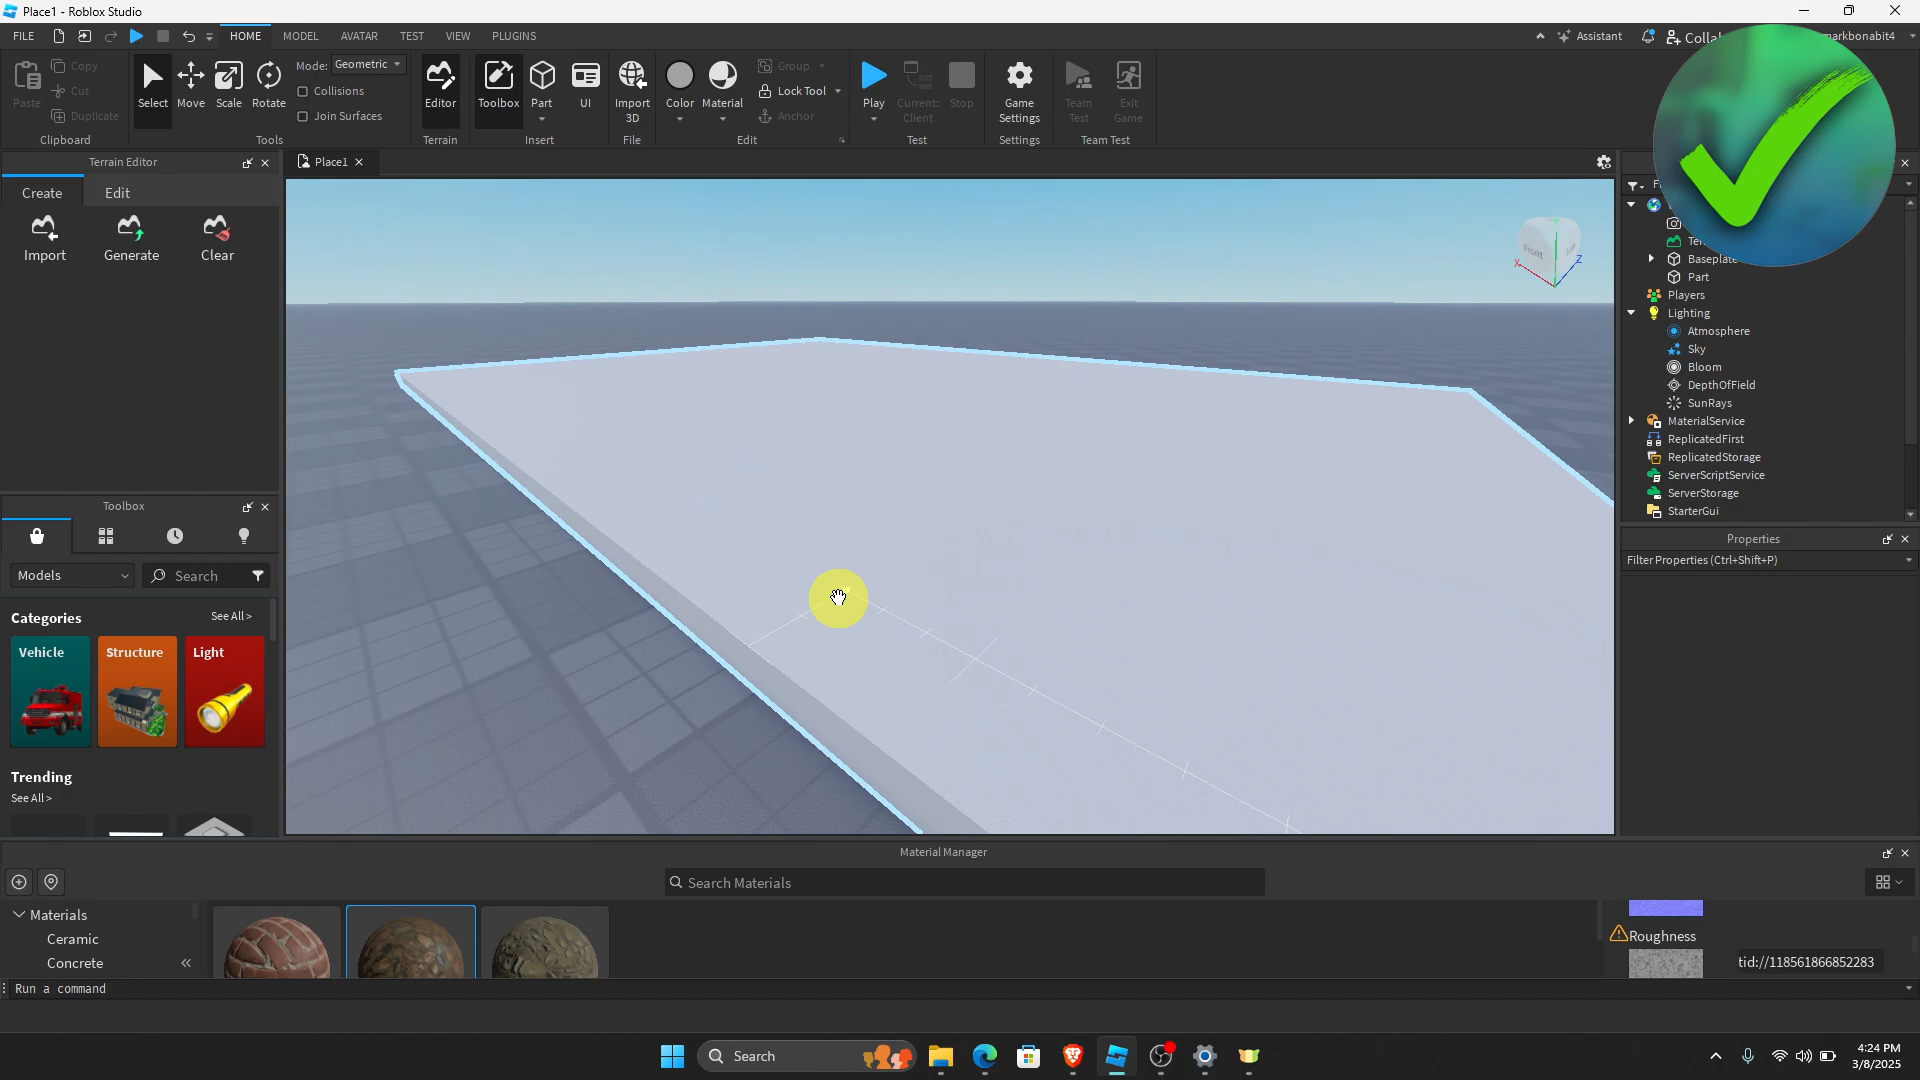 Place1 - Roblox Studio
FILE
HOME
MODEL
AVATAR
TEST
VIEW
PLUGINS
Assistant
markbonabit4
Paste
Copy
Cut
Duplicate
Clipboard
Select
Move
Scale
Rotate
Mode:
Geometric
Collisions
Join Surfaces
Tools
Editor
Terrain
Toolbox
Part
UI
Insert
Import
3D
File
Color
Material
Group
Lock Tool
Anchor
Edit
Play
Current:
Client
Stop
Test
Game
Settings
Settings
Team
Test
Exit
Game
Team Test
Terrain Editor
Create
Edit
Import
Generate
Clear
Place1
Front
X
Z
Baseplate
Part
Players
Lighting
Atmosphere
Sky
Bloom
DepthOfField
SunRays
MaterialService
ReplicatedFirst
ReplicatedStorage
ServerScriptService
ServerStorage
StarterGui
Toolbox
Models
Search
Categories
See All >
Vehicle
Structure
Light
Trending
See All >
Properties
Filter Properties (Ctrl+Shift+P)
Material Manager
Search Materials
Materials
Ceramic
Concrete
Roughness
tid://118561866852283
Run a command
Search
4:24 PM
3/8/2025